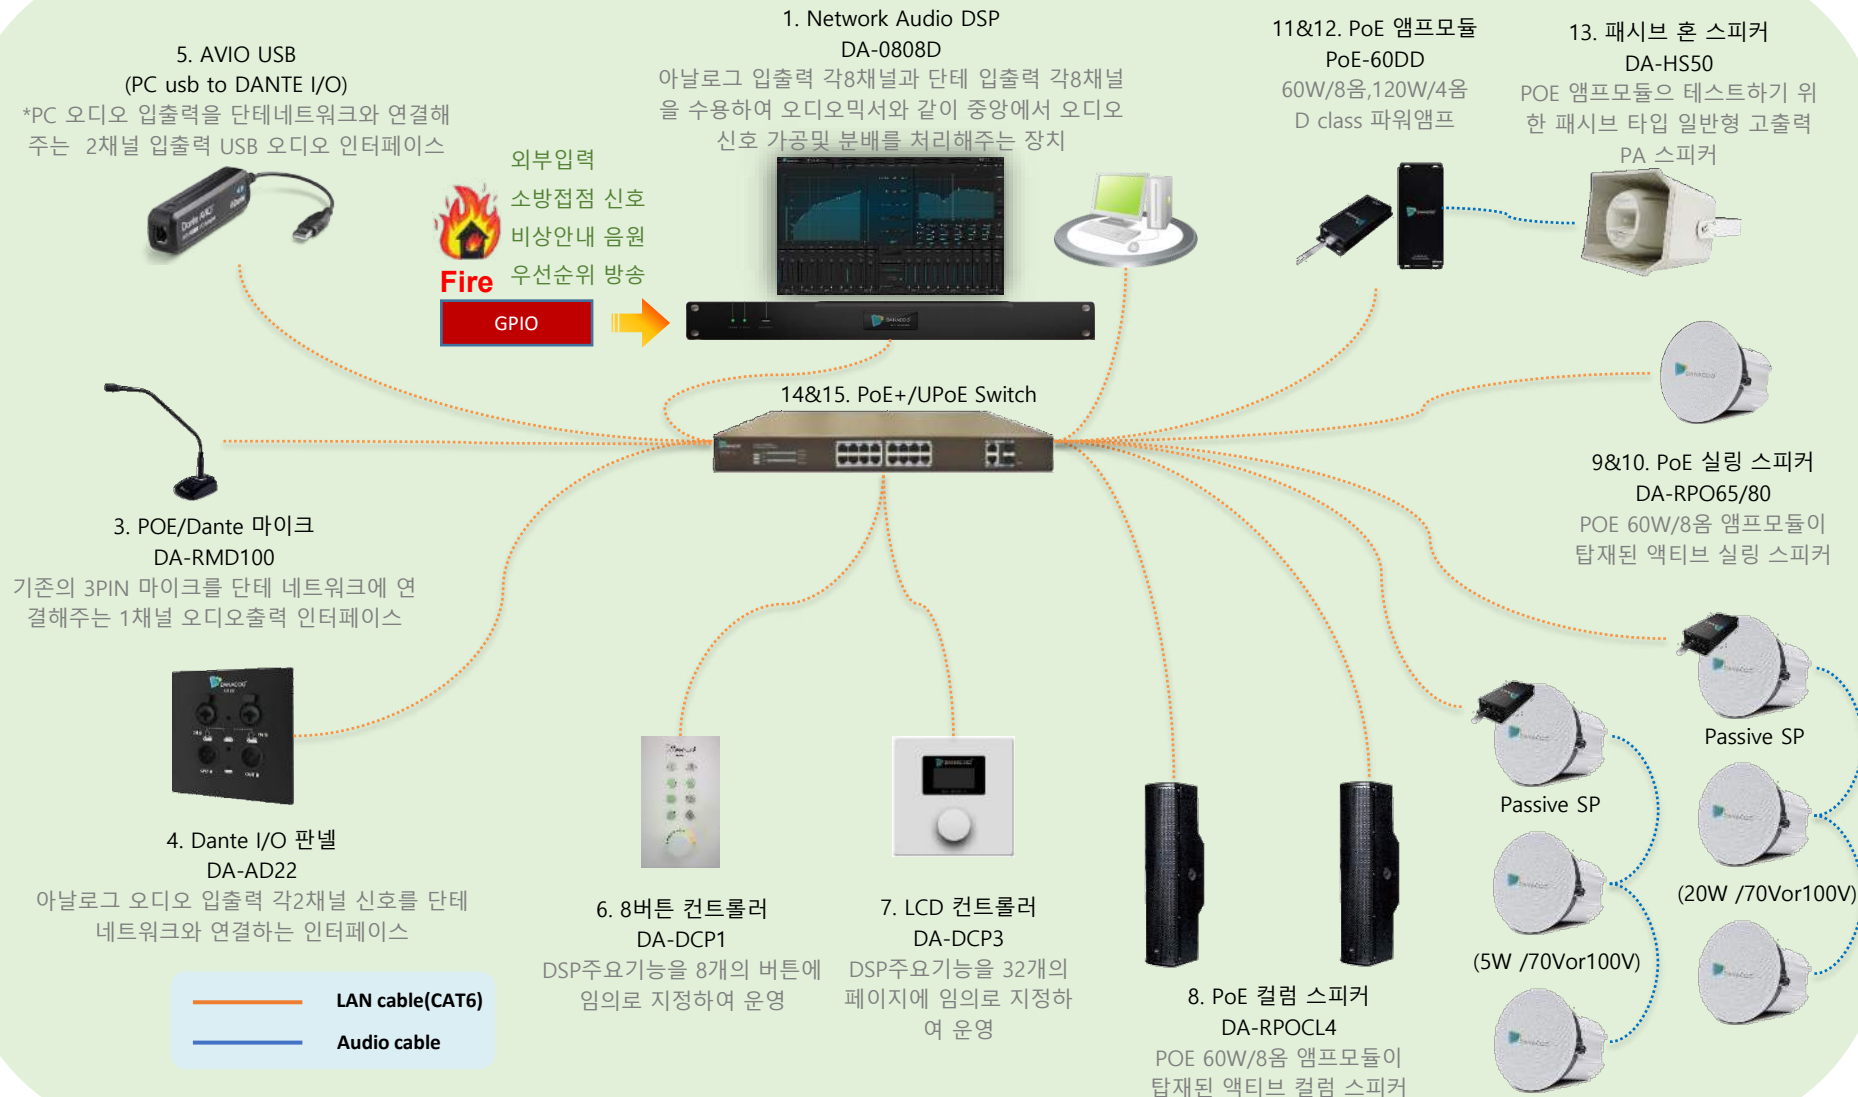 1. Network Audio DSP
DA-0808D
아날로그 입출력 각8채널과 단테 입출력 각8채널
을 수용하여 오디오믹서와 같이 중앙에서 오디오
신호 가공및 분배를 처리해주는 장치
5. AVIO USB
(PC usb to DANTE I/O)
*PC 오디오 입출력을 단테네트워크와 연결해
주는 2채널 입출력 USB 오디오 인터페이스
외부입력
소방접점 신호
비상안내 음원
우선순위 방송
Fire
GPIO
11&12. PoE 앰프모듈
PoE-60DD
60W/8옴,120W/4옴
D class 파워앰프
13. 패시브 혼 스피커
DA-HS50
POE 앰프모듈으 테스트하기 위
한 패시브 타입 일반형 고출력
PA 스피커
14&15. PoE+/UPoE Switch
3. POE/Dante 마이크
DA-RMD100
기존의 3PIN 마이크를 단테 네트워크에 연
결해주는 1채널 오디오출력 인터페이스
9&10. PoE 실링 스피커
DA-RPO65/80
POE 60W/8옴 앰프모듈이
탑재된 액티브 실링 스피커
4. Dante I/O 판넬
DA-AD22
아날로그 오디오 입출력 각2채널 신호를 단테
네트워크와 연결하는 인터페이스
6. 8버튼 컨트롤러
DA-DCP1
DSP주요기능을 8개의 버튼에
임의로 지정하여 운영
7. LCD 컨트롤러
DA-DCP3
DSP주요기능을 32개의
페이지에 임의로 지정하
여 운영
8. PoE 컬럼 스피커
DA-RPOCL4
POE 60W/8옴 앰프모듈이
탑재된 액티브 컬럼 스피커
Passive SP
(5W /70Vor100V)
Passive SP
(20W /70Vor100V)
LAN cable(CAT6)
Audio cable